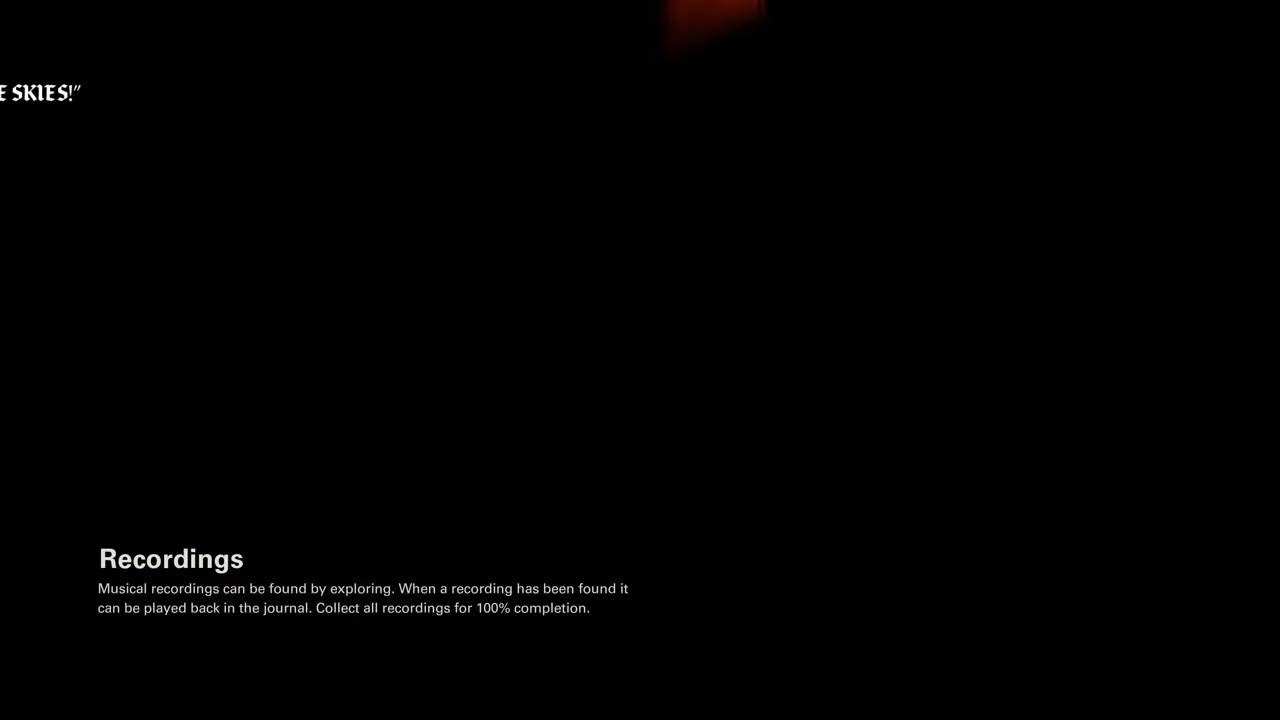 E SKIES!”
Recordings
Musical recordings can be found by exploring. When a recording has been found it
can be played back in the journal. Collect all recordings for 100% completion.